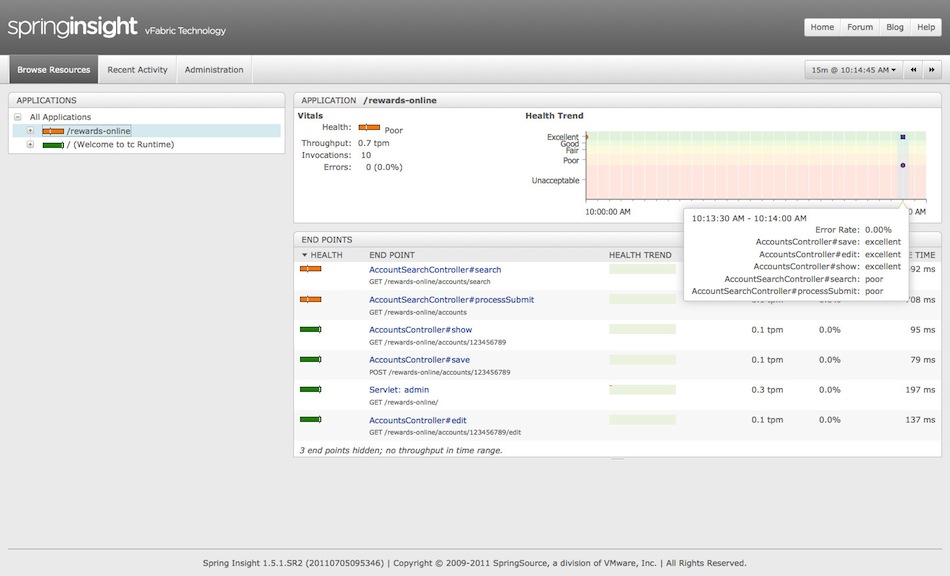 springinsight vFabric Technology
Home Forum Blog Help
Browse Resources Recent Activity Administration
15m @ 10:14:45 AM
APPLICATIONS
All Applications
/rewards-online
/ (Welcome to tc Runtime)
APPLICATION /rewards-online
Vitals
Health: Poor
Throughput: 0.7 tpm
Invocations: 10
Errors: 0 (0.0%)
Health Trend
Excellent
Good
Fair
Poor
Unacceptable
10:00:00 AM
AM
10:13:30 AM - 10:14:00 AM
Error Rate: 0.00%
AccountsController#save: excellent
AccountsController#edit: excellent
AccountsController#show: excellent
AccountSearchController#search: poor
AccountSearchController#processSubmit: poor
END POINTS
HEALTH END POINT HEALTH TREND TIME
AccountSearchController#search 92 ms
GET /rewards-online/accounts/search
AccountSearchController#processSubmit 08 ms
GET /rewards-online/accounts
AccountsController#show 0.1 tpm 0.0% 95 ms
GET /rewards-online/accounts/123456789
AccountsController#save 0.1 tpm 0.0% 79 ms
POST /rewards-online/accounts/123456789
Servlet: admin 0.3 tpm 0.0% 197 ms
GET /rewards-online/
AccountsController#edit 0.1 tpm 0.0% 137 ms
GET /rewards-online/accounts/123456789/edit
3 end points hidden; no throughput in time range.
Spring Insight 1.5.1.SR2 (20110705095346) | Copyright © 2009-2011 SpringSource, a division of VMware, Inc. | All Rights Reserved.